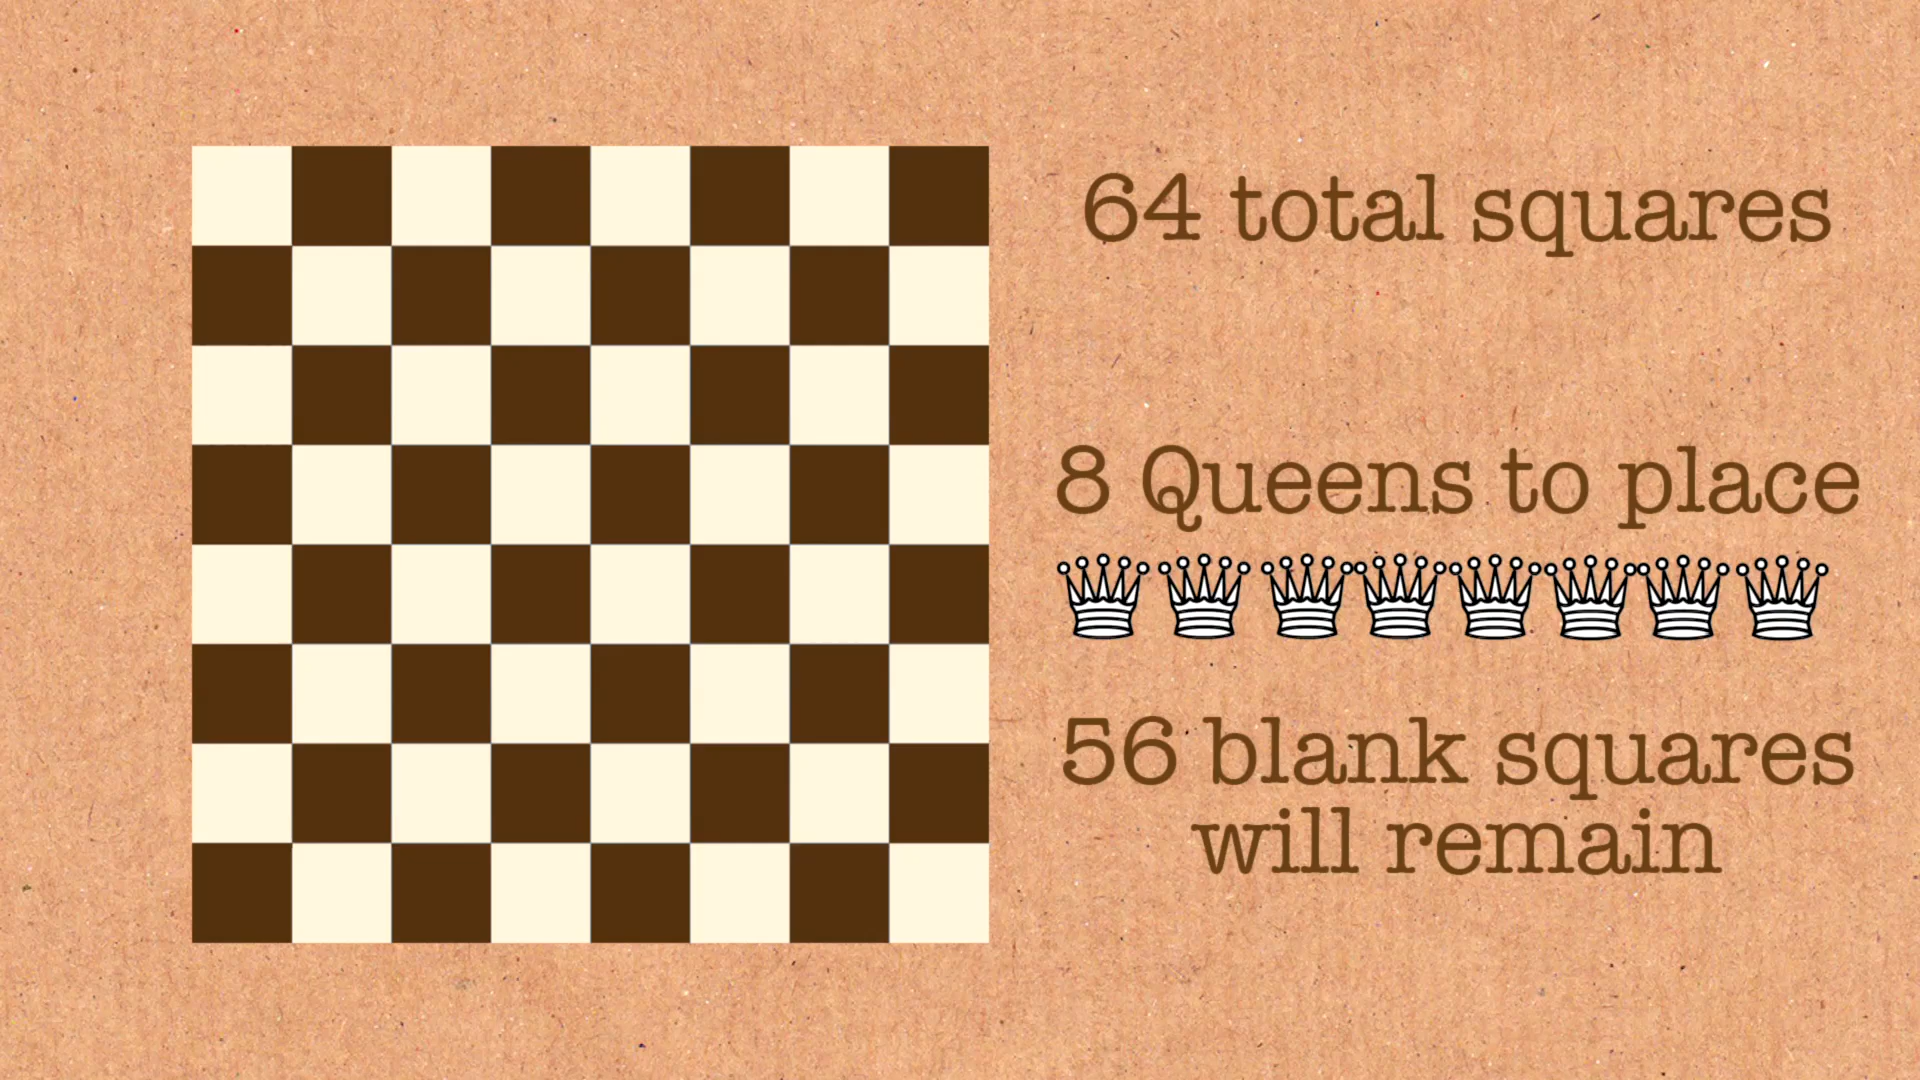 64 total squares
8 Queens to place
56 blank squares
will remain